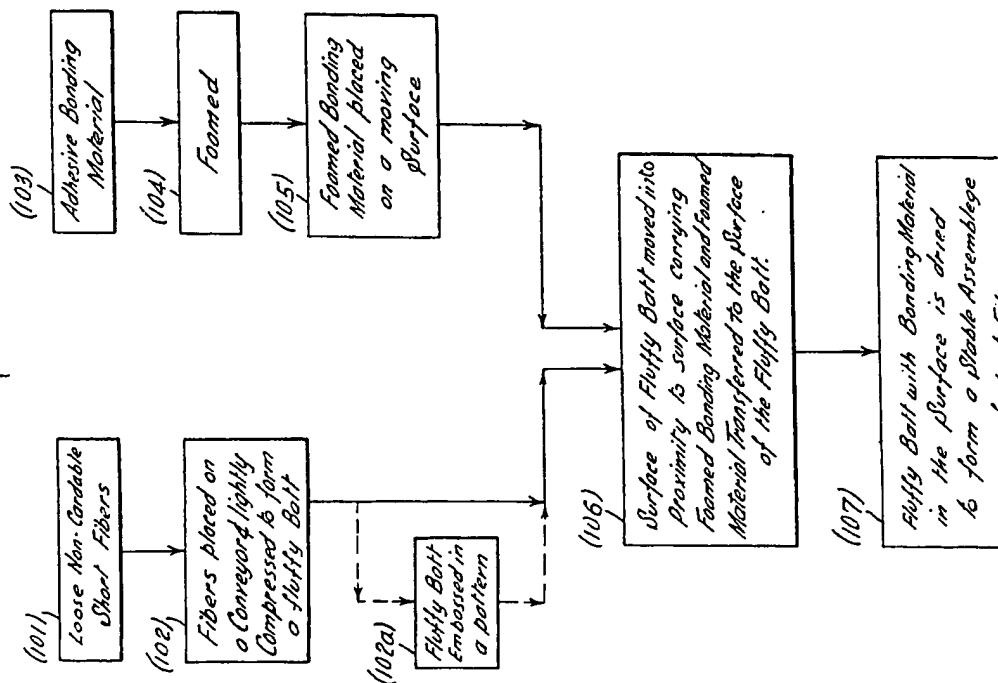 (101)
Loose Non-Cardable
Short Fibers
(102)
Fibers placed on
a Conveyor & lightly
Compressed to form
a fluffy Batt
(102a)
Fluffy Batt
Embossed in
a pattern
(103)
Adhesive Bonding
Material
(104)
Foamed
(105)
Foamed Bonding
Material placed
on a moving
Surface
(106)
Surface of Fluffy Batt moved into
Proximity to surface carrying
Foamed Bonding Material and Foamed
Material Transferred to the Surface
of the Fluffy Batt.
(107)
Fluffy Batt with Bonding Material
in the Surface is dried
to form a Stable Assemblege